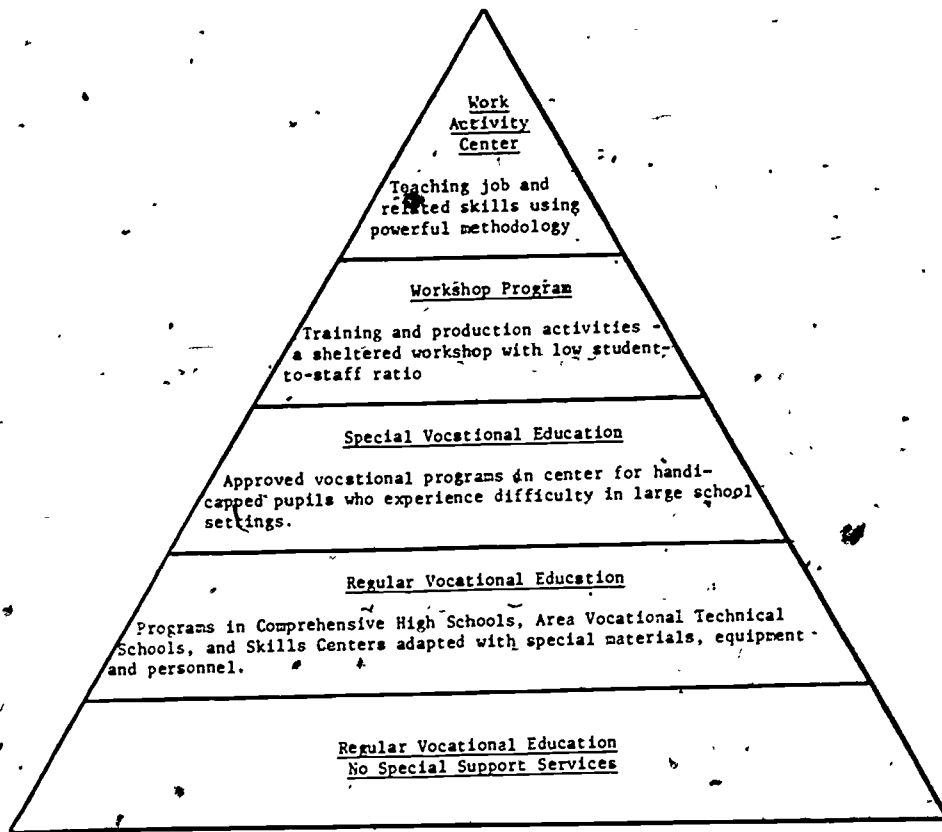 Work
Activity
Center
Teaching job and
related skills using
powerful methodology
Workshop Program
Training and production activities -
a sheltered workshop with low student-
to-staff ratio
Special Vocational Education
Approved vocational programs in center for handi-
capped pupils who experience difficulty in large school
settings.
Regular Vocational Education
Programs in Comprehensive High Schools, Area Vocational Technical
Schools, and Skills Centers adapted with special materials, equipment
and personnel.
Regular Vocational Education
No Special Support Services